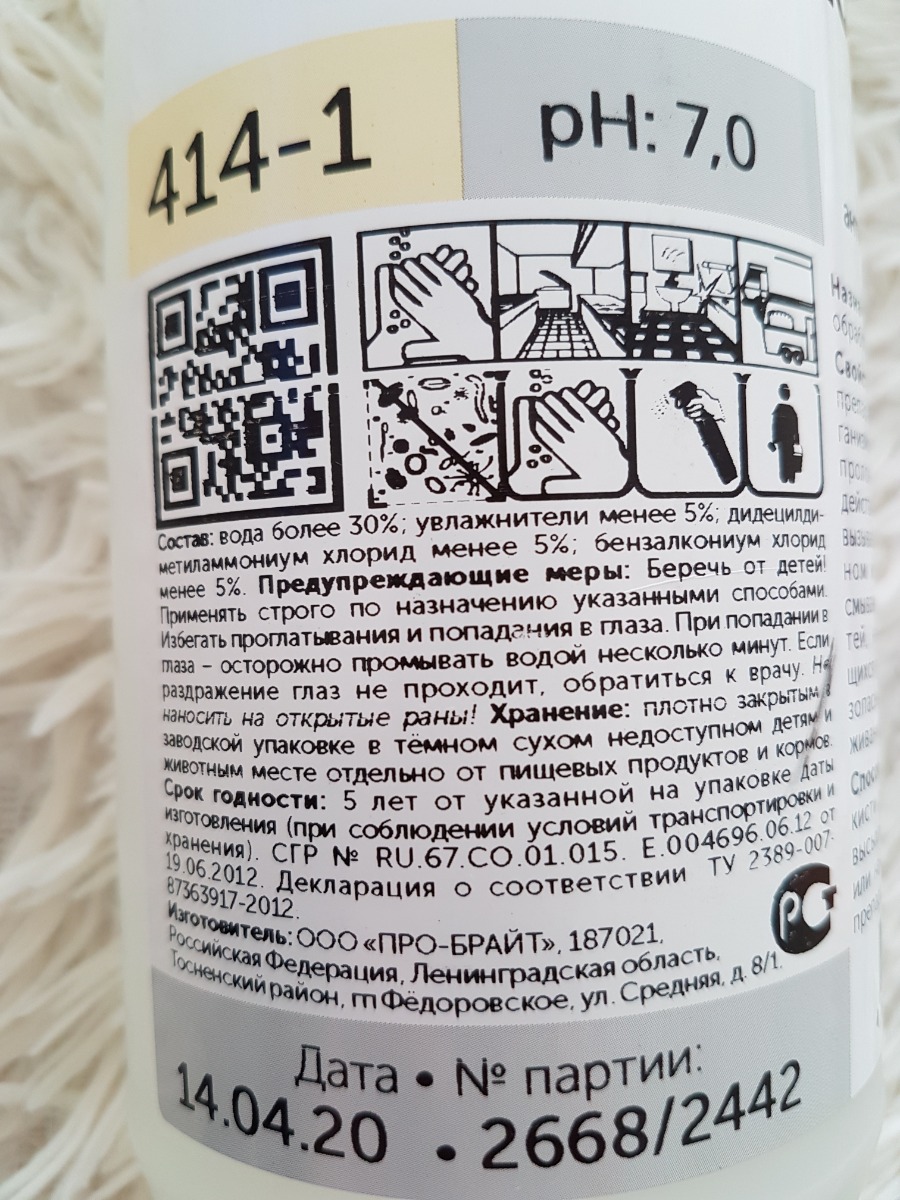 414-1
pH: 7,0
Состав: вода более 30%; увлажнители менее 5%; дидецилди-
метиламмониум хлорид менее 5%; бензалкониум хлорид
менее 5%. Предупреждающие меры: Беречь от детей!
Применять строго по назначению указанными способами.
Избегать проглатывания и попадания в глаза. При попадании в
глаза – осторожно промывать водой несколько минут. Если
раздражение глаз не проходит, обратиться к врачу. Не
наносить на открытые раны! Хранение: плотно закрытым в
заводской упаковке в тёмном сухом недоступном детям и
животным месте отдельно от пищевых продуктов и кормов.
Срок годности: 5 лет от указанной на упаковке даты
изготовления (при соблюдении условий транспортировки и
хранения). СГР № RU.67.CO.01.015. E.004696.06.12 от
19.06.2012. Декларация о соответствии ТУ 2389-007-
87363917-2012.
Изготовитель: ООО «ПРО-БРАЙТ», 187021,
Российская Федерация, Ленинградская область,
Тосненский район, гп Фёдоровское, ул. Средняя, д. 8/1.
РСТ
Дата • № партии:
14.04.20 • 2668/2442